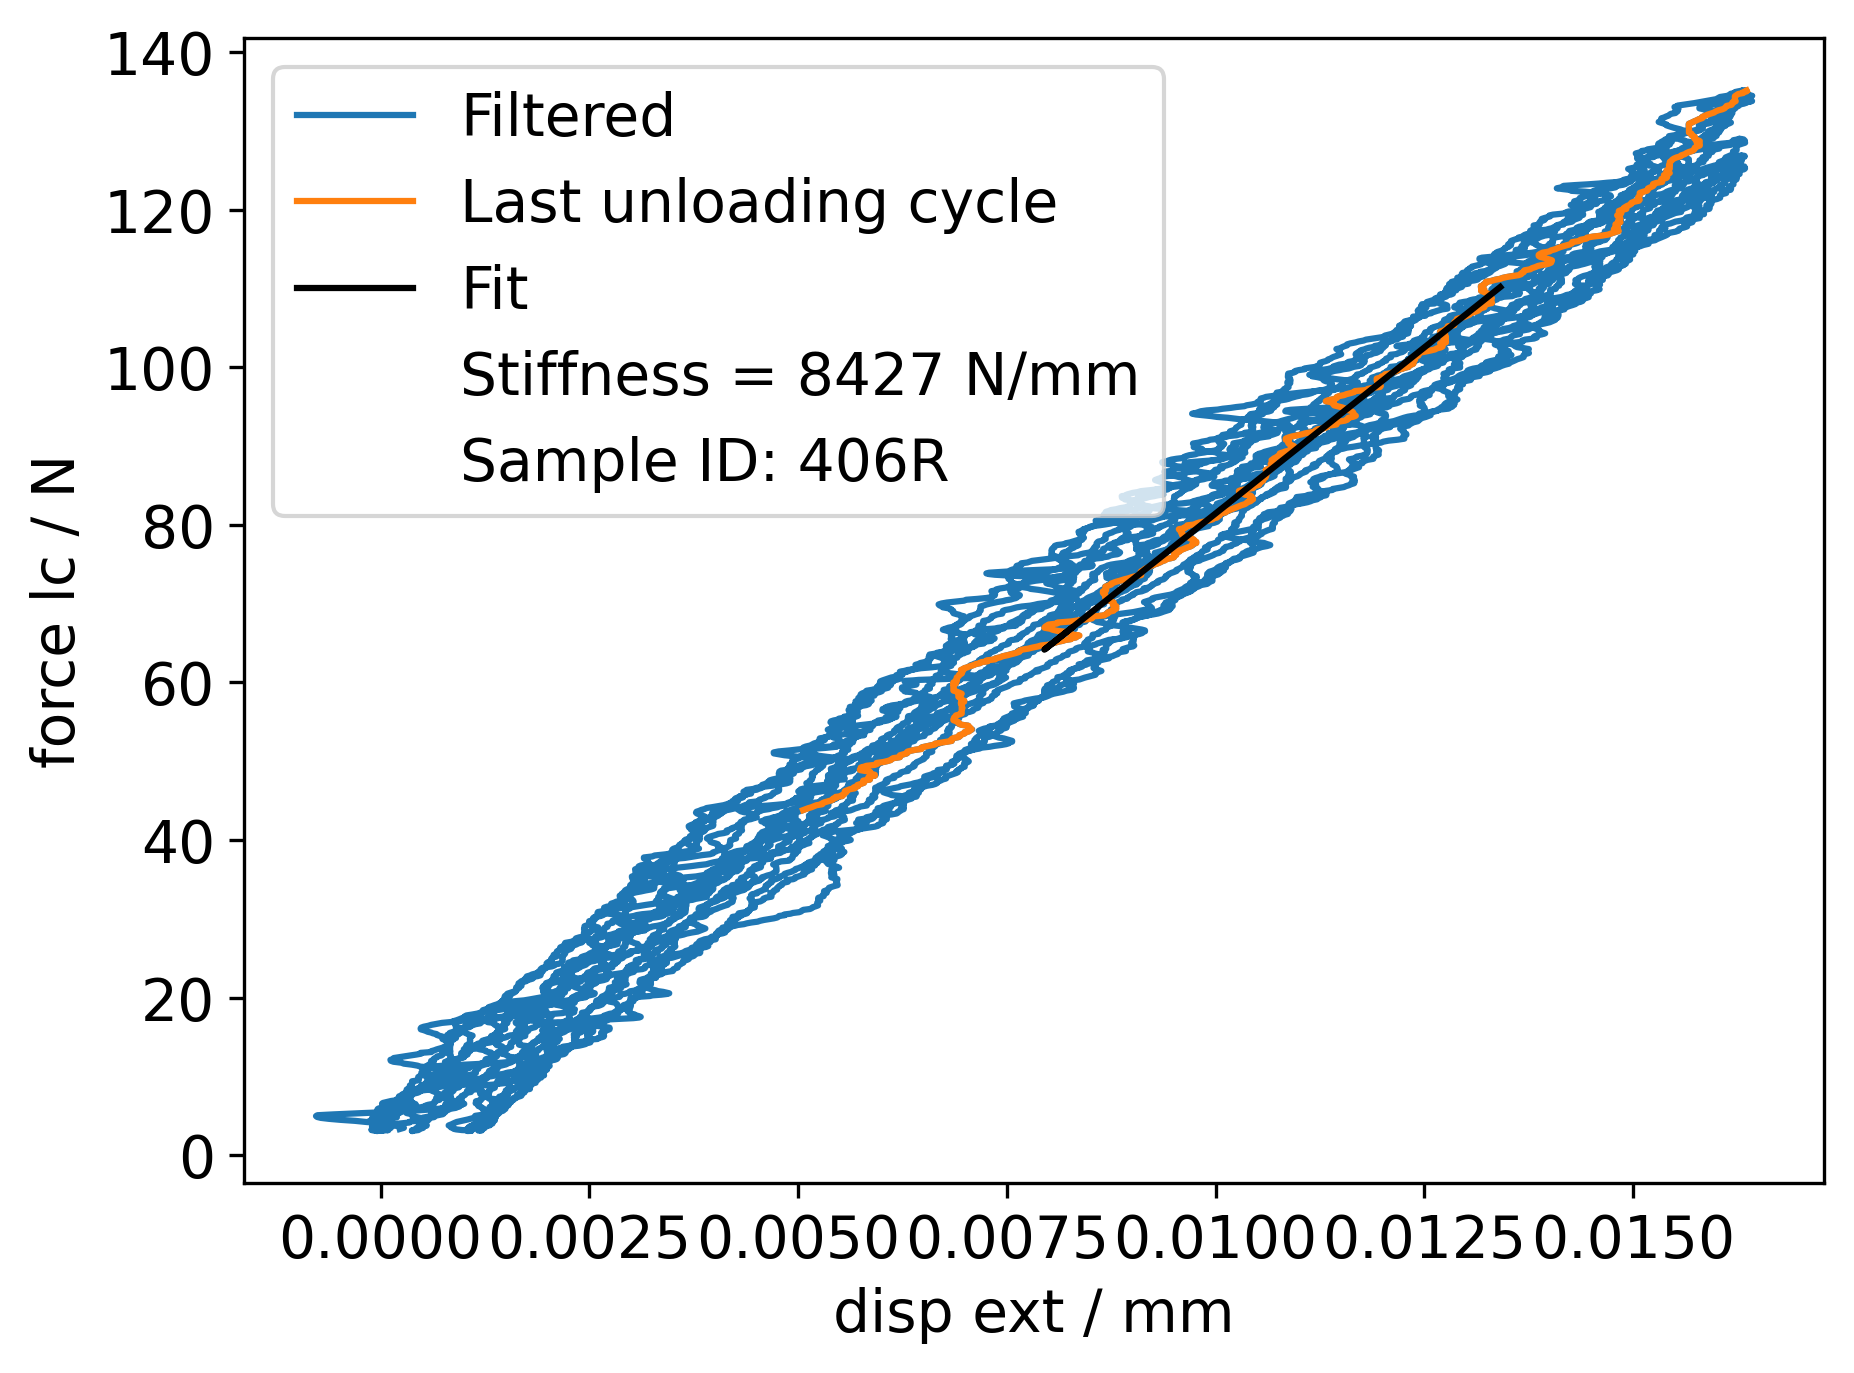 140
120
100
80
60
40
20
0
force lc / N
Filtered
Last unloading cycle
Fit
Stiffness = 8427 N/mm
Sample ID: 406R
0.0000 0.0025 0.0050 0.0075 0.0100 0.0125 0.0150
disp ext / mm